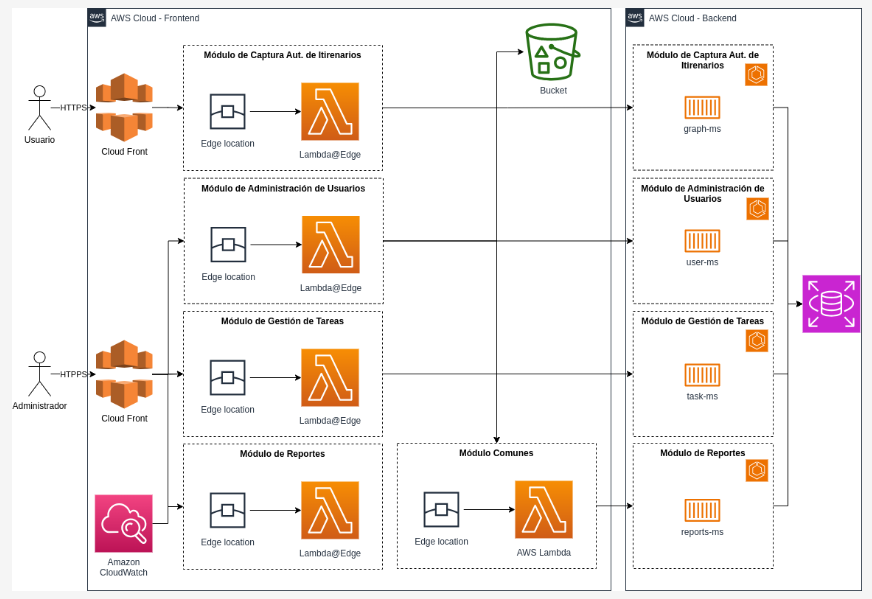 aws
AWS Cloud - Frontend
aws
AWS Cloud - Backend
Módulo de Captura Aut. de Itirenarios
Edge location
Lambda@Edge
Bucket
Módulo de Captura Aut. de
Itirenarios
graph-ms
Usuario
HTTPS
Cloud Front
Módulo de Administración de Usuarios
Edge location
Lambda@Edge
Módulo de Administración de
Usuarios
user-ms
Módulo de Gestión de Tareas
Edge location
Lambda@Edge
Módulo de Gestión de Tareas
task-ms
Administrador
HTPPS
Cloud Front
Módulo de Reportes
Edge location
Lambda@Edge
Módulo Comunes
Edge location
AWS Lambda
Módulo de Reportes
reports-ms
Amazon
CloudWatch